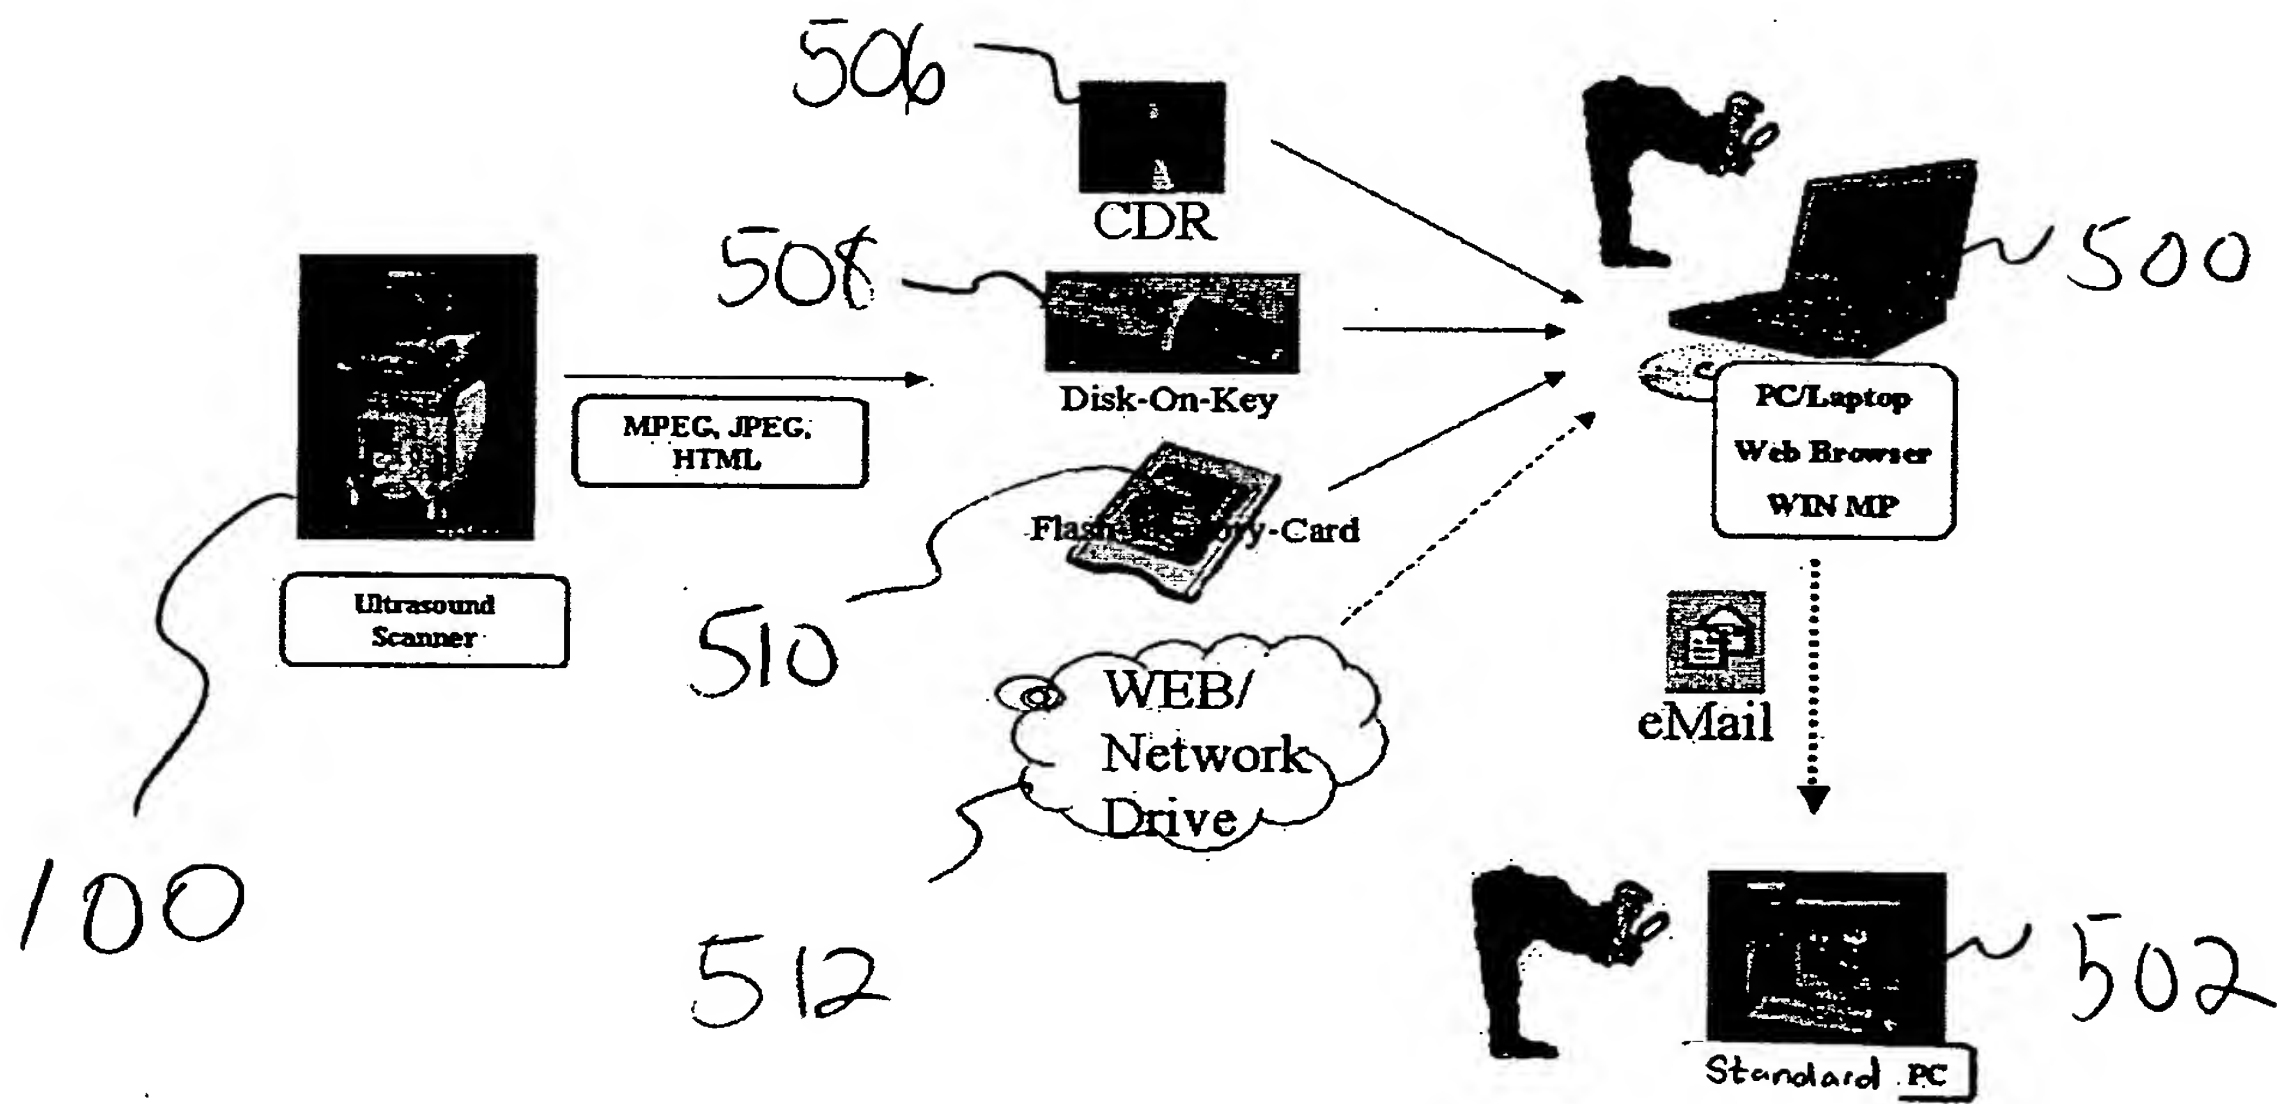 506
CDR
508
500
Disk-On-Key
MPEG, JPEG,
HTML
PC/Laptop
Web Browser
WIN MP
-Card
Ultrasound
Scanner
510
WEB/
Network
Drive
eMail
100
512
502
Standard PC